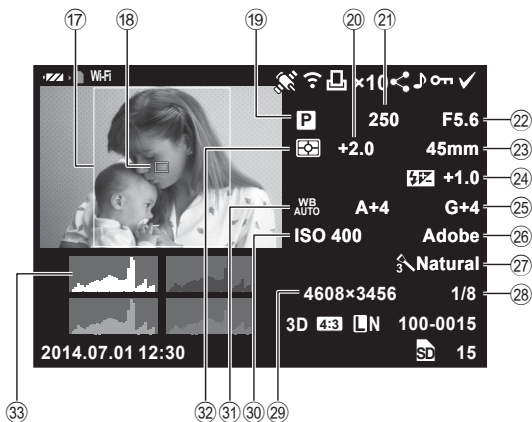 ⑰ ⑱ ⑲ ⑳ ㉑
Wi-Fi ×10
P 250 F5.6 ㉒
+2.0 45mm ㉓
+1.0 ㉔
WB AUTO A+4 G+4 ㉕
ISO 400 Adobe ㉖
3 Natural ㉗
4608×3456 1/8 ㉘
3D 4:3 LN 100-0015
2014.07.01 12:30 SD 15
㉝ ㉜ ㉛ ㉚ ㉙